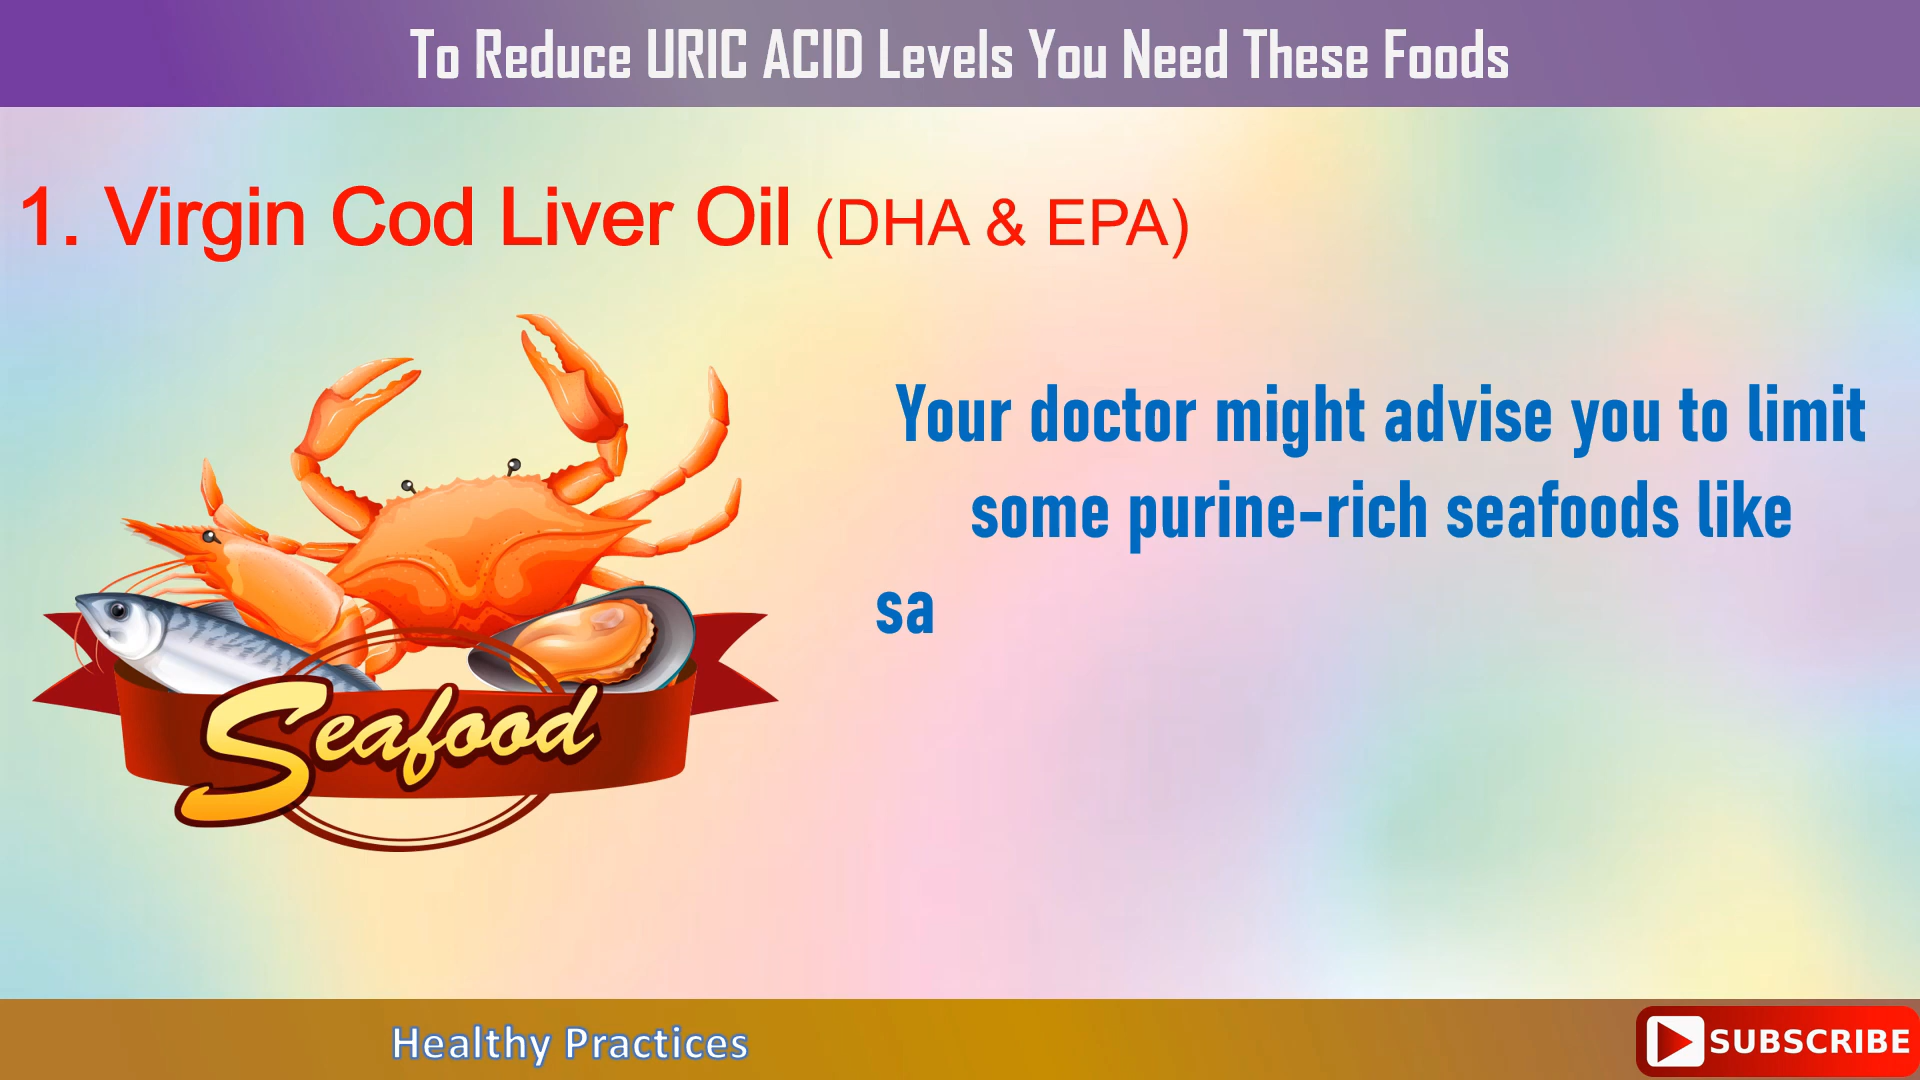 To Reduce URIC ACID Levels You Need These Foods
1. Virgin Cod Liver Oil (DHA & EPA)
Your doctor might advise you to limit
some purine-rich seafoods like
sa
Seafood
Healthy Practices
SUBSCRIBE